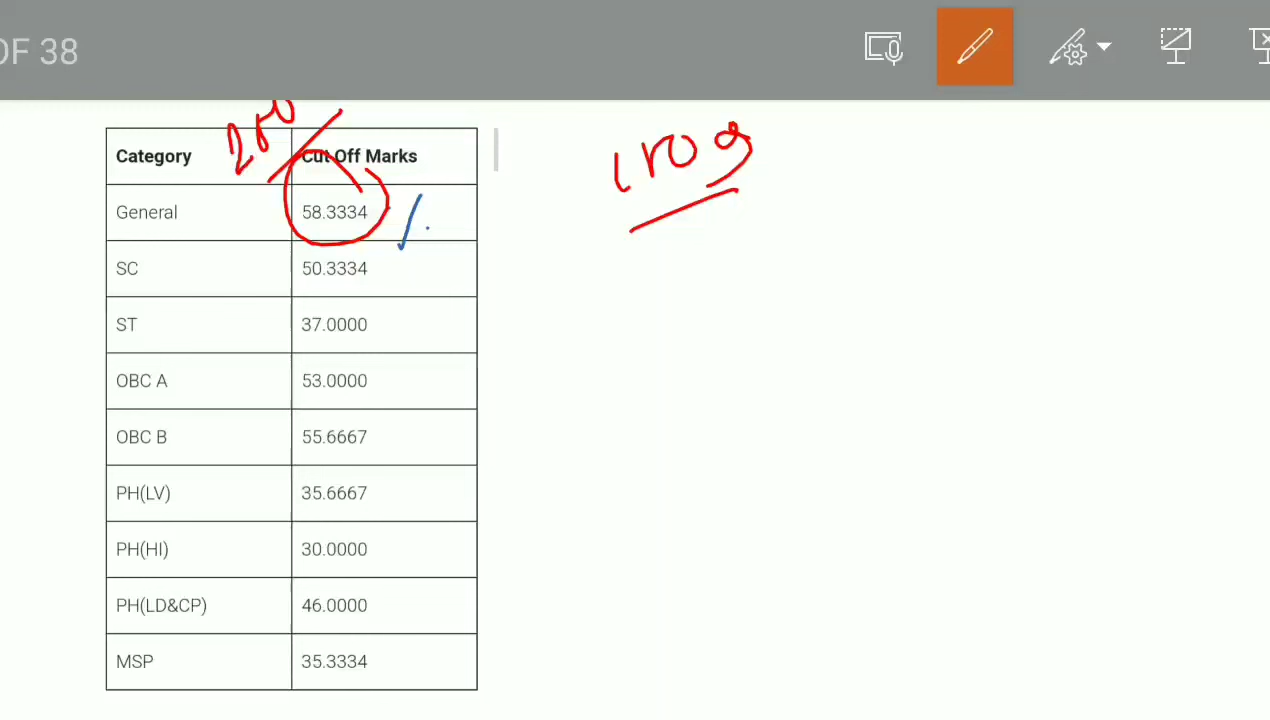 OF 38
Category Cut Off Marks
General 58.3334
SC 50.3334
ST 37.0000
OBC A 53.0000
OBC B 55.6667
PH(LV) 35.6667
PH(HI) 30.0000
PH(LD&CP) 46.0000
MSP 35.3334